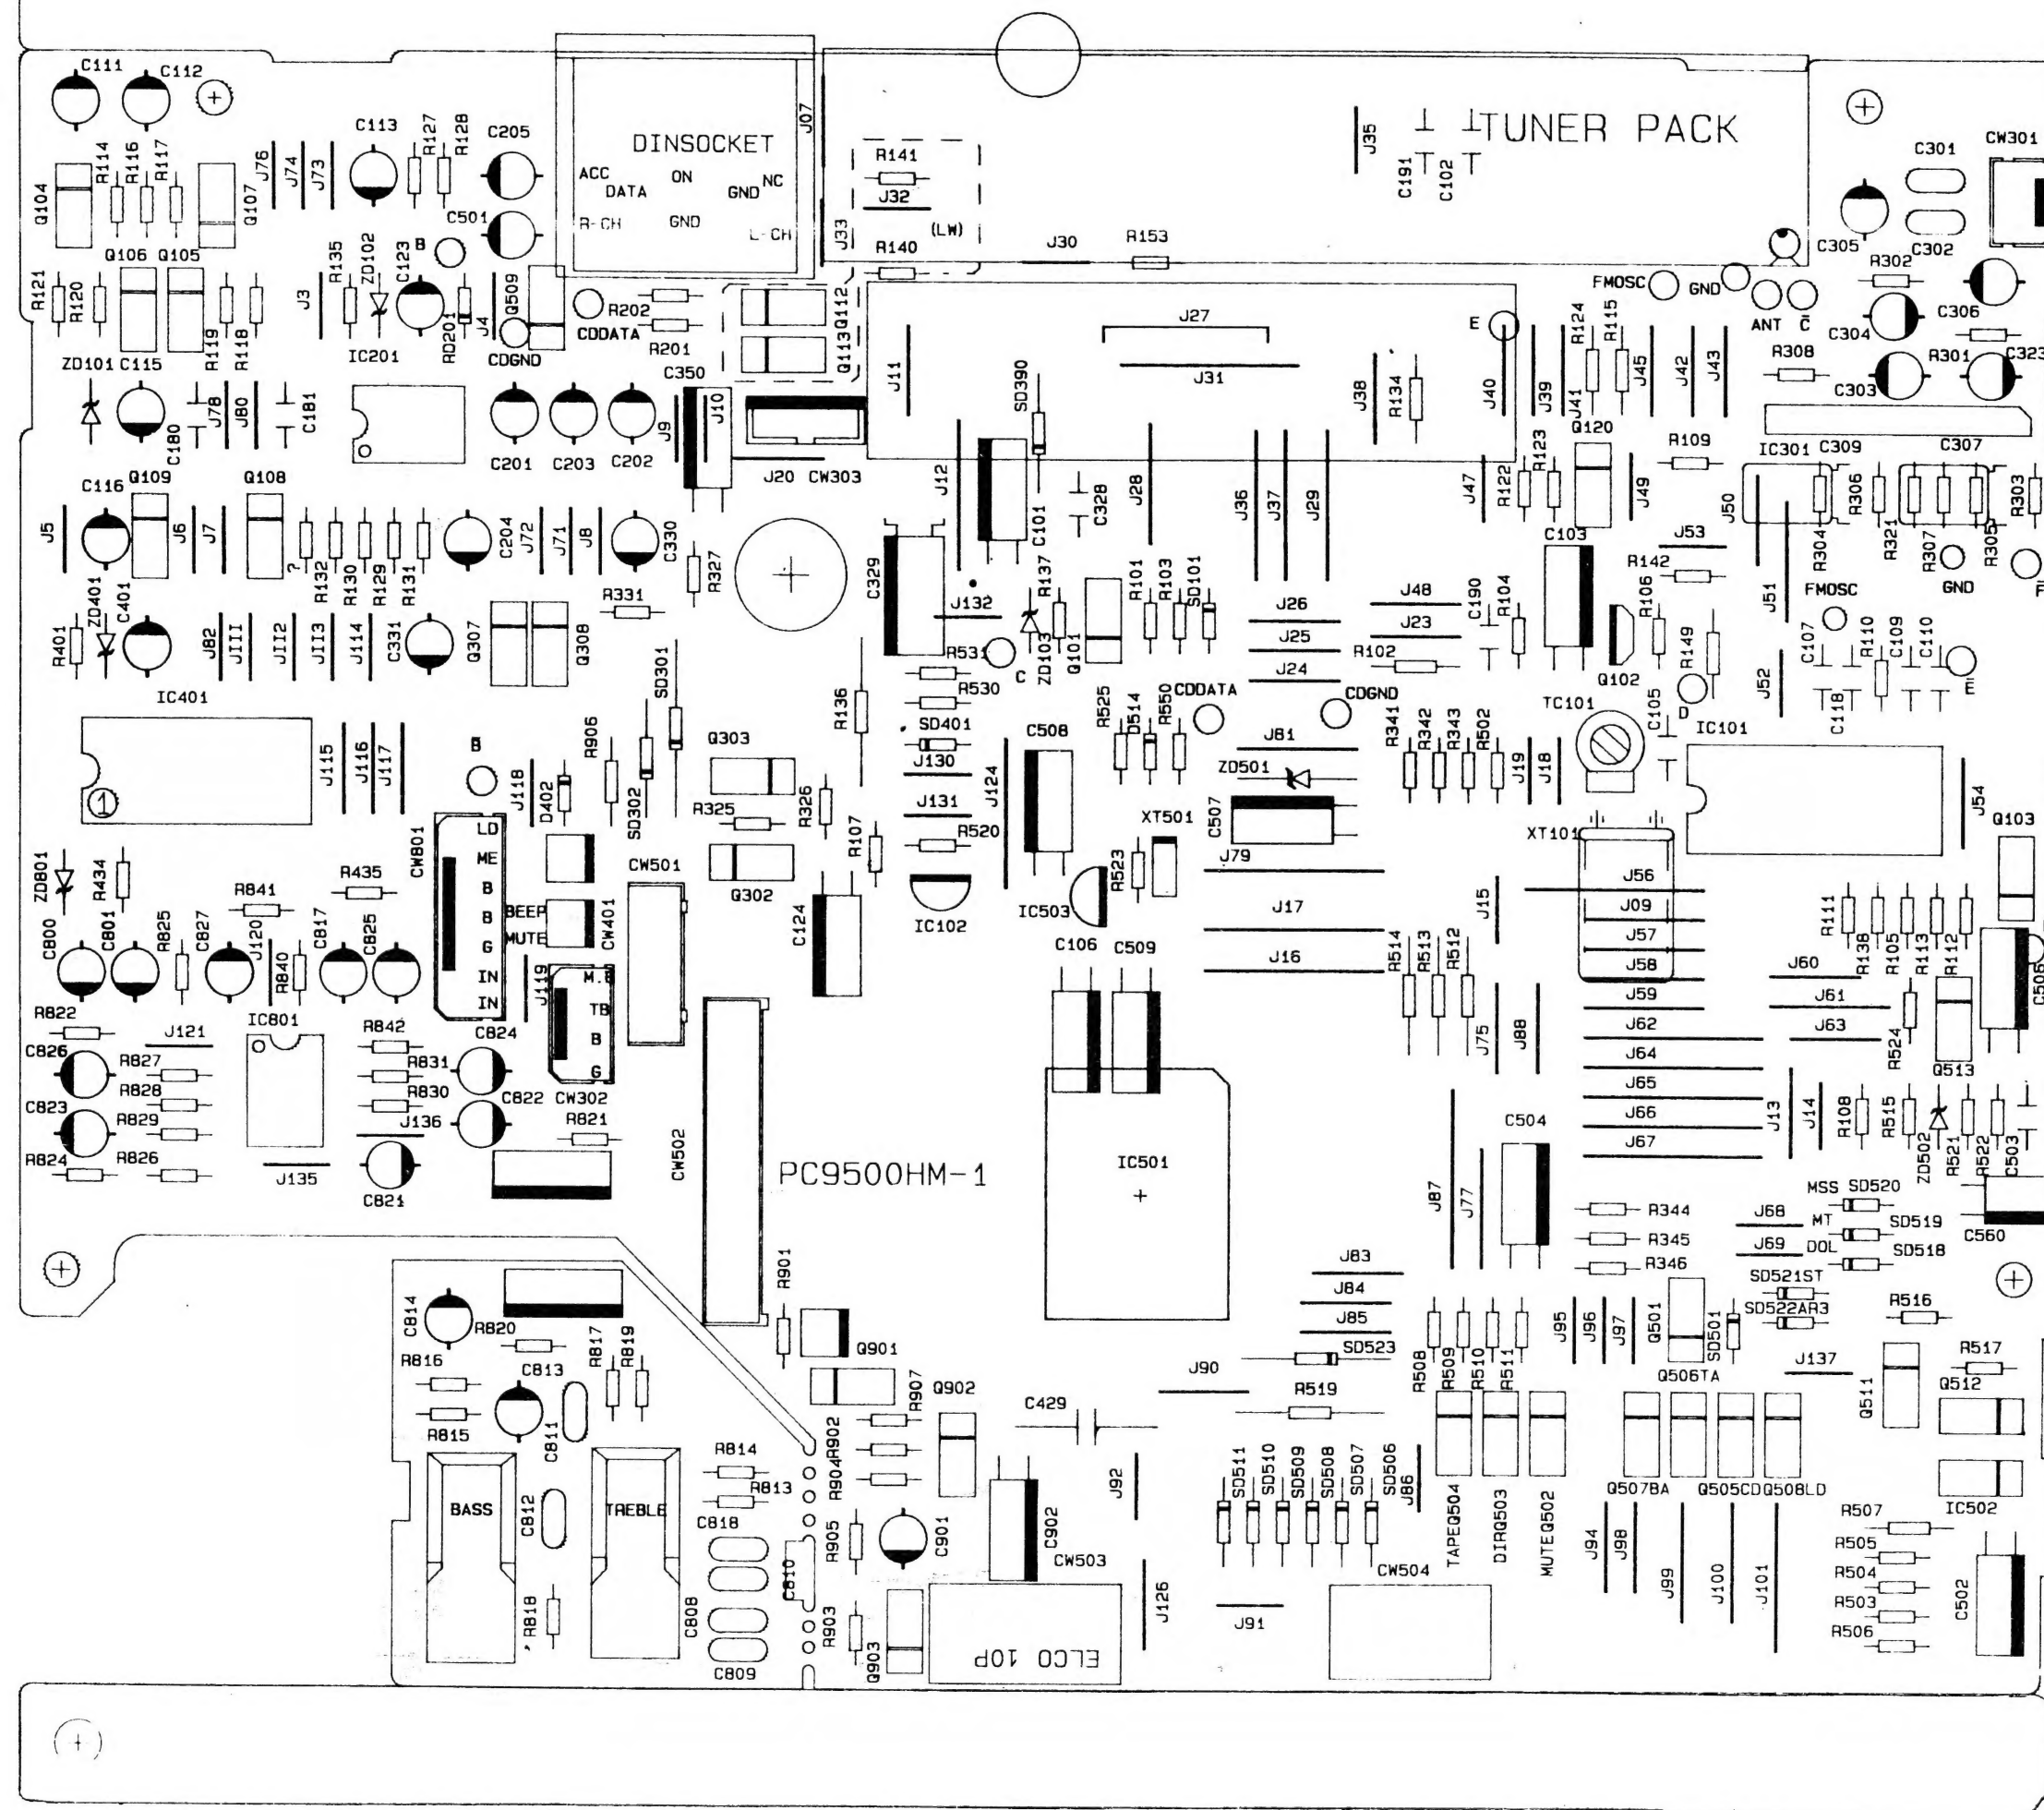 C111 C112
C113 R127 R128 C205
DINSOCKET
J07
ACC DATA ON GND NC
R-CH GND L-CH
R141
J32
(LW)
J33
R140
J30
R153
J35
C191 C102
TUNER PACK
C301 CW301
C305 C302
R302
Q104 R114 R116 R117 Q107 J76 J74 J73
C501
B
Q106 Q105
R121 R120 R119 R118 J3 R135 ZD102 C123 RD201 J4 Q509
CDGND CDDATA
R202
R201
Q112
Q113
FMOSC GND
ANT C
C304 C306
R308 R301 C323
C303
E
J27
J31
J11
SD390
J38 R134 J40 J39 J41 R124 R115 J45 J42 J43
ZD101 C115
C180 J78 J80 C181
IC201
C201 C203 C202
C350
J9 J10
J20 CW303
J12
C101
C328
J28
J36 J37 J29
J47 R122 R123
Q120
J49
R109
IC301 C309 C307
J50
R304 R306 R321 R307 R305 R303
C116 Q109 Q108
J5 J6 J7
? R132 R130 R129 R131
C204 J72 J71 J8 C330
R327
R331
C329
J132
C
ZD103 R137 Q101 R101 R103 SD101
J26
J25
J24
J48
J23
R102
C190 R104
C103
Q102
R106 R142 J53
R149
J51
J52
FMOSC GND F
C107 C118 R110 C109 C110 E
R401 ZD401 C401
J82 J111 J112 J113 J114 C331 Q307 Q308
SD301
IC401
1
J115 J116 J117
B
J118 D402 R906 SD302
Q303
R325
Q302
R326
R136
R107
R531
R530
SD401
J130
J131
R520
IC102
J124
C508
R525 D514 R550
CDDATA CDGND
J81
ZD501
C507
XT501
R523
IC503
J79
J17
J16
R341 R342 R343 R502 J19 J18
TC101
C105 D
IC101
J54
Q103
XT101
ZD801 R434
R841 R435
CW801
LD
ME
B
B
G
IN
IN
BEEP
MUTE
CW401
CW501
C124
C800 C801 R825 C827 J120 R840 C817 C825
J119
TB
B
G
CW302
C106 C509
J15
R514 R513 R512
J75 J88
J56
J09
J57
J58
J59
J62
J64
J65
J66
J67
R111 R138 R105 R113 R112
J60
J61
J63
R524
Q513
R822
J121
IC801
R842
C824
C826 R827
R828
C823 R829
R824 R826
J135
R831
R830
J136
C822
C821
R821
CW502
PC9500HM-1
IC501
J87 J77
C504
J13 J14 R108 R515 ZD502 R521 R522 C503
MSS SD520
MT SD519
DOL SD518
C560
R344
R345
R346
J68
J69
SD521ST
SD522AR3
J83
J84
J85
SD523
J90
R519
R508 R509 R510 R511
J95 J96 J97 Q501 SD501
Q506TA
J137
R516
R517
Q511 Q512
C814
R820
R816
R815
C813
C811
R817 R819
R901
Q901
R907
Q902
R902
R904
C429
BASS
C812
TREBLE
R814
R813
C818
C810
R818
C808
C809
R905
R903
C901
Q903
C902
CW503
J92
J126
ELCO 10P
SD511 SD510 SD509 SD508 SD507 SD506 J86
TAPEQ504 DIRQ503 MUTEQ502
CW504
J91
Q507BA Q505CD Q508LD
J94 J98 J99 J100 J101
IC502
R507
R505
R504
R503
R506
C502